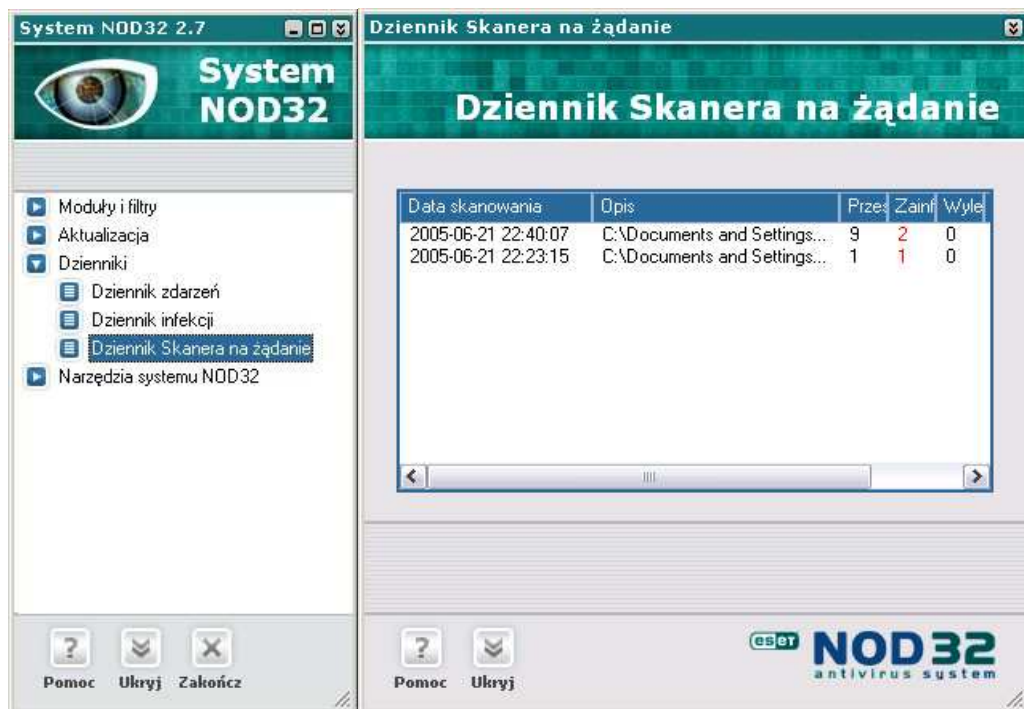 System NOD32 2.7
System
NOD32
Moduły i filtry
Aktualizacja
Dzienniki
Dziennik zdarzeń
Dziennik infekcji
Dziennik Skanera na żądanie
Narzędzia systemu NOD32
? 
Pomoc Ukryj Zakończ
Dziennik Skanera na żądanie
Dziennik Skanera na żądanie
Data skanowania Opis Przes Zainf Wyle
2005-06-21 22:40:07 C:\Documents and Settings... 9 2 0
2005-06-21 22:23:15 C:\Documents and Settings... 1 1 0
?
Pomoc Ukryj
eset NOD32
antivirus system